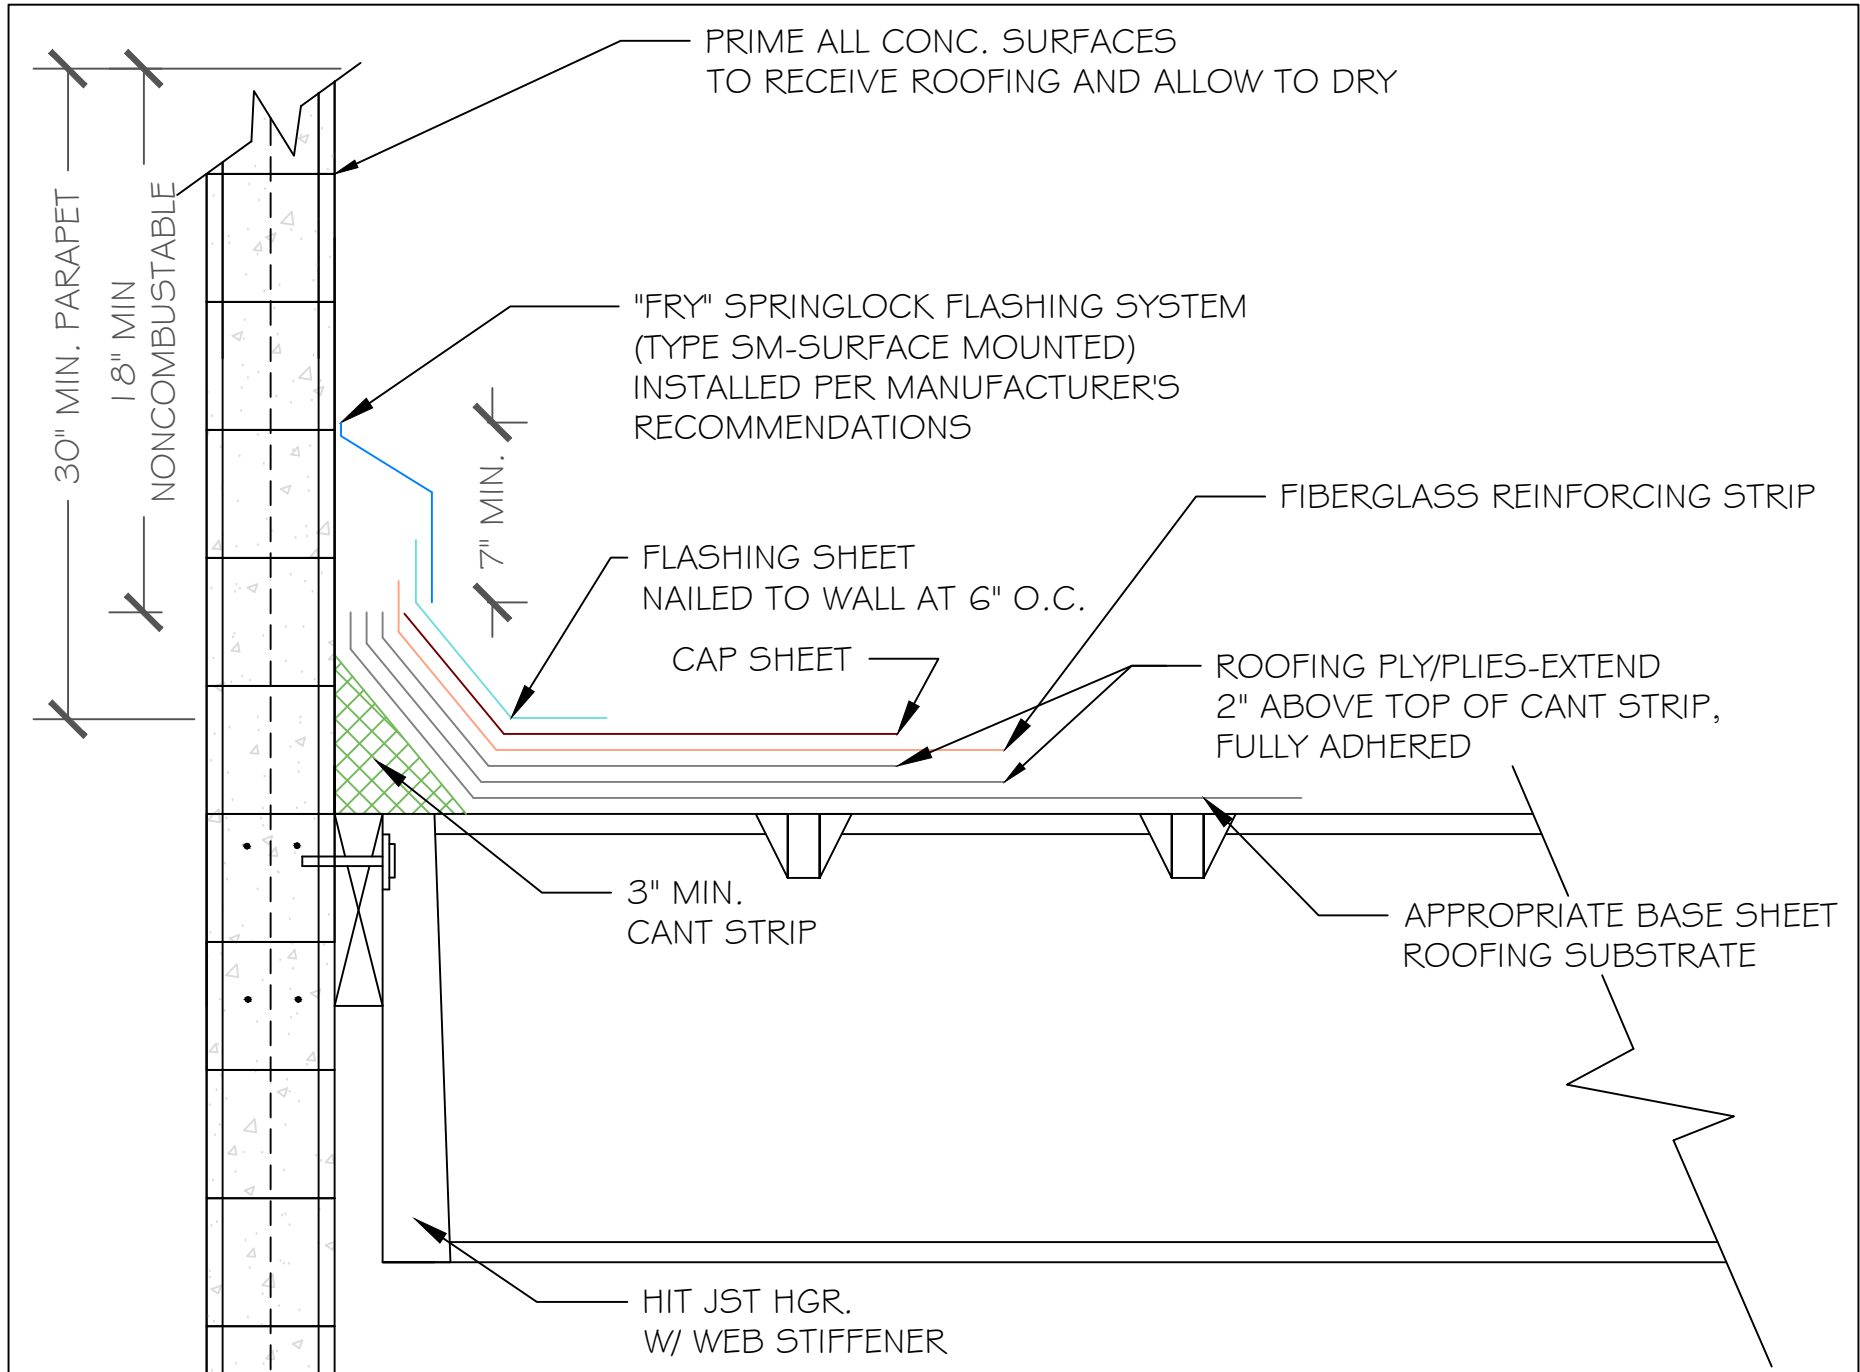 PRIME ALL CONC. SURFACES
TO RECEIVE ROOFING AND ALLOW TO DRY
30" MIN. PARAPET
18" MIN
NONCOMBUSTABLE
"FRY" SPRINGLOCK FLASHING SYSTEM
(TYPE SM-SURFACE MOUNTED)
INSTALLED PER MANUFACTURER'S
RECOMMENDATIONS
7" MIN.
FIBERGLASS REINFORCING STRIP
FLASHING SHEET
NAILED TO WALL AT 6" O.C.
CAP SHEET
ROOFING PLY/PLIES-EXTEND
2" ABOVE TOP OF CANT STRIP,
FULLY ADHERED
3" MIN.
CANT STRIP
APPROPRIATE BASE SHEET
ROOFING SUBSTRATE
HIT JST HGR.
W/ WEB STIFFENER